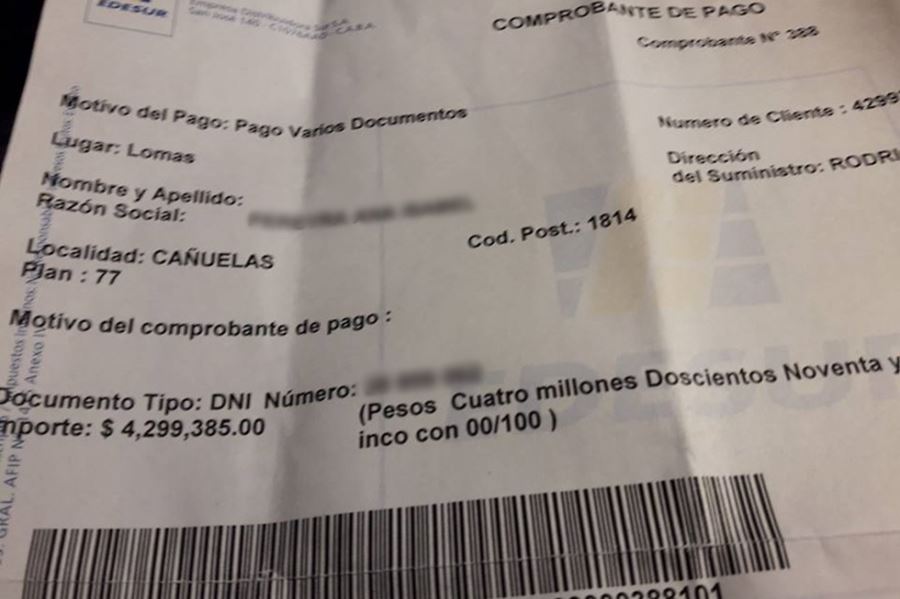 EDESUR
COMPROBANTE DE PAGO
Comprobante N° 388
Motivo del Pago: Pago Varios Documentos
Numero de Cliente : 4299
Lugar: Lomas
Dirección
del Suministro: RODRI
Nombre y Apellido:
Razón Social:
Cod. Post.: 1814
Localidad: CAÑUELAS
Plan : 77
Motivo del comprobante de pago :
Documento Tipo: DNI Número:
(Pesos Cuatro millones Doscientos Noventa y
mporte: $ 4,299,385.00
inco con 00/100 )
EDESUR